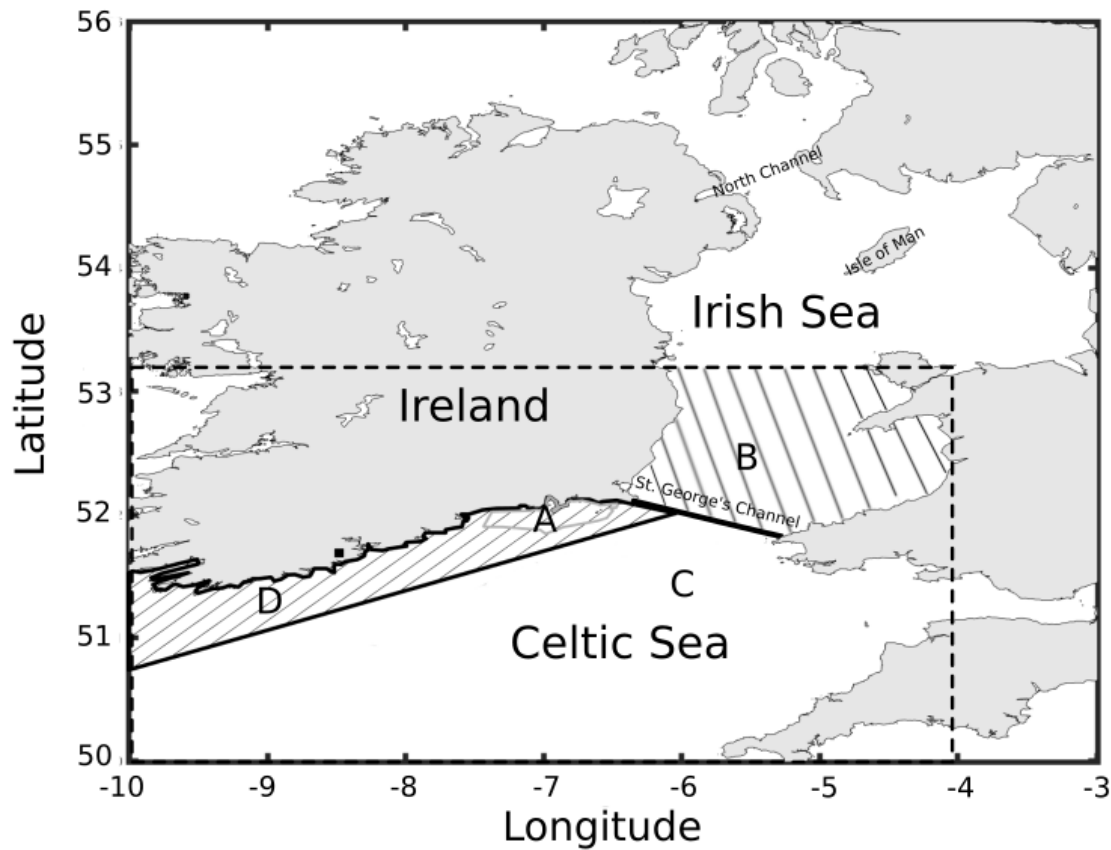 56
55
54
53
52
51
50
Latitude
North Channel
Isle of Man
Irish Sea
Ireland
B
St. George's Channel
A
C
D
Celtic Sea
-10 -9 -8 -7 -6 -5 -4 -3
Longitude